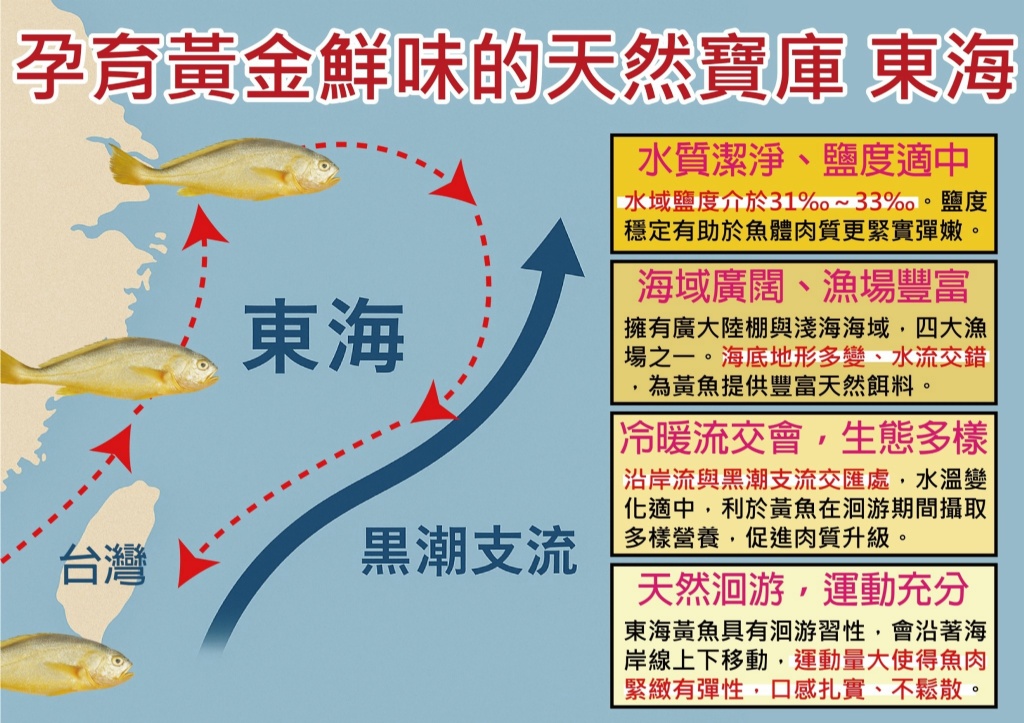 孕育黃金鮮味的天然寶庫 東海
水質潔淨、鹽度適中
水域鹽度介於31‰~33‰。鹽度
穩定有助於魚體肉質更緊實彈嫩。
海域廣闊、漁場豐富
擁有廣大陸棚與淺海海域，四大漁
場之一。海底地形多變、水流交錯
，為黃魚提供豐富天然餌料。
冷暖流交會，生態多樣
沿岸流與黑潮支流交匯處，水溫變
化適中，利於黃魚在洄游期間攝取
多樣營養，促進肉質升級。
天然洄游，運動充分
東海黃魚具有洄游習性，會沿著海
岸線上下移動，運動量大使得魚肉
緊緻有彈性，口感扎實、不鬆散。
東海
黑潮支流
台灣